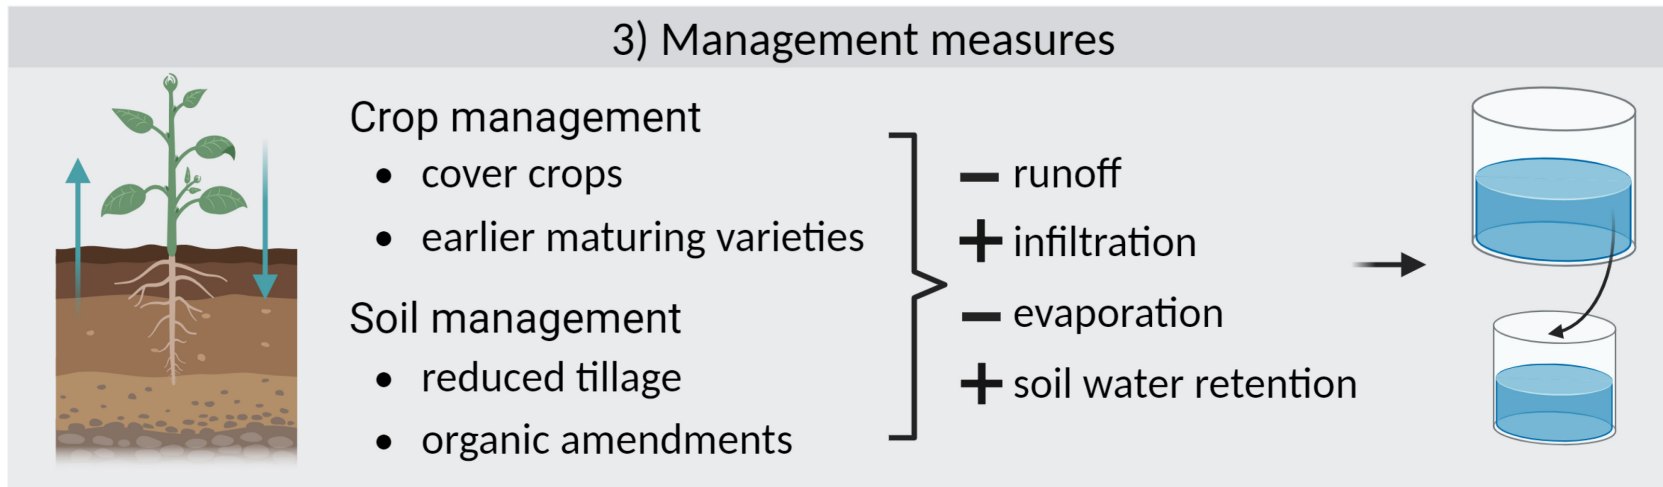 3) Management measures
Crop management
• cover crops
• earlier maturing varieties
Soil management
• reduced tillage
• organic amendments
− runoff
+ infiltration
− evaporation
+ soil water retention